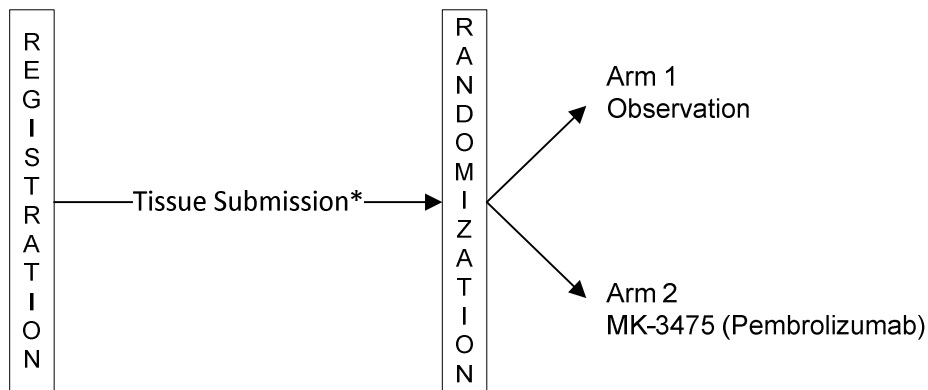 REGISTRATION
Tissue Submission*
RANDOMIZATION
Arm 1
Observation
Arm 2
MK-3475 (Pembrolizumab)